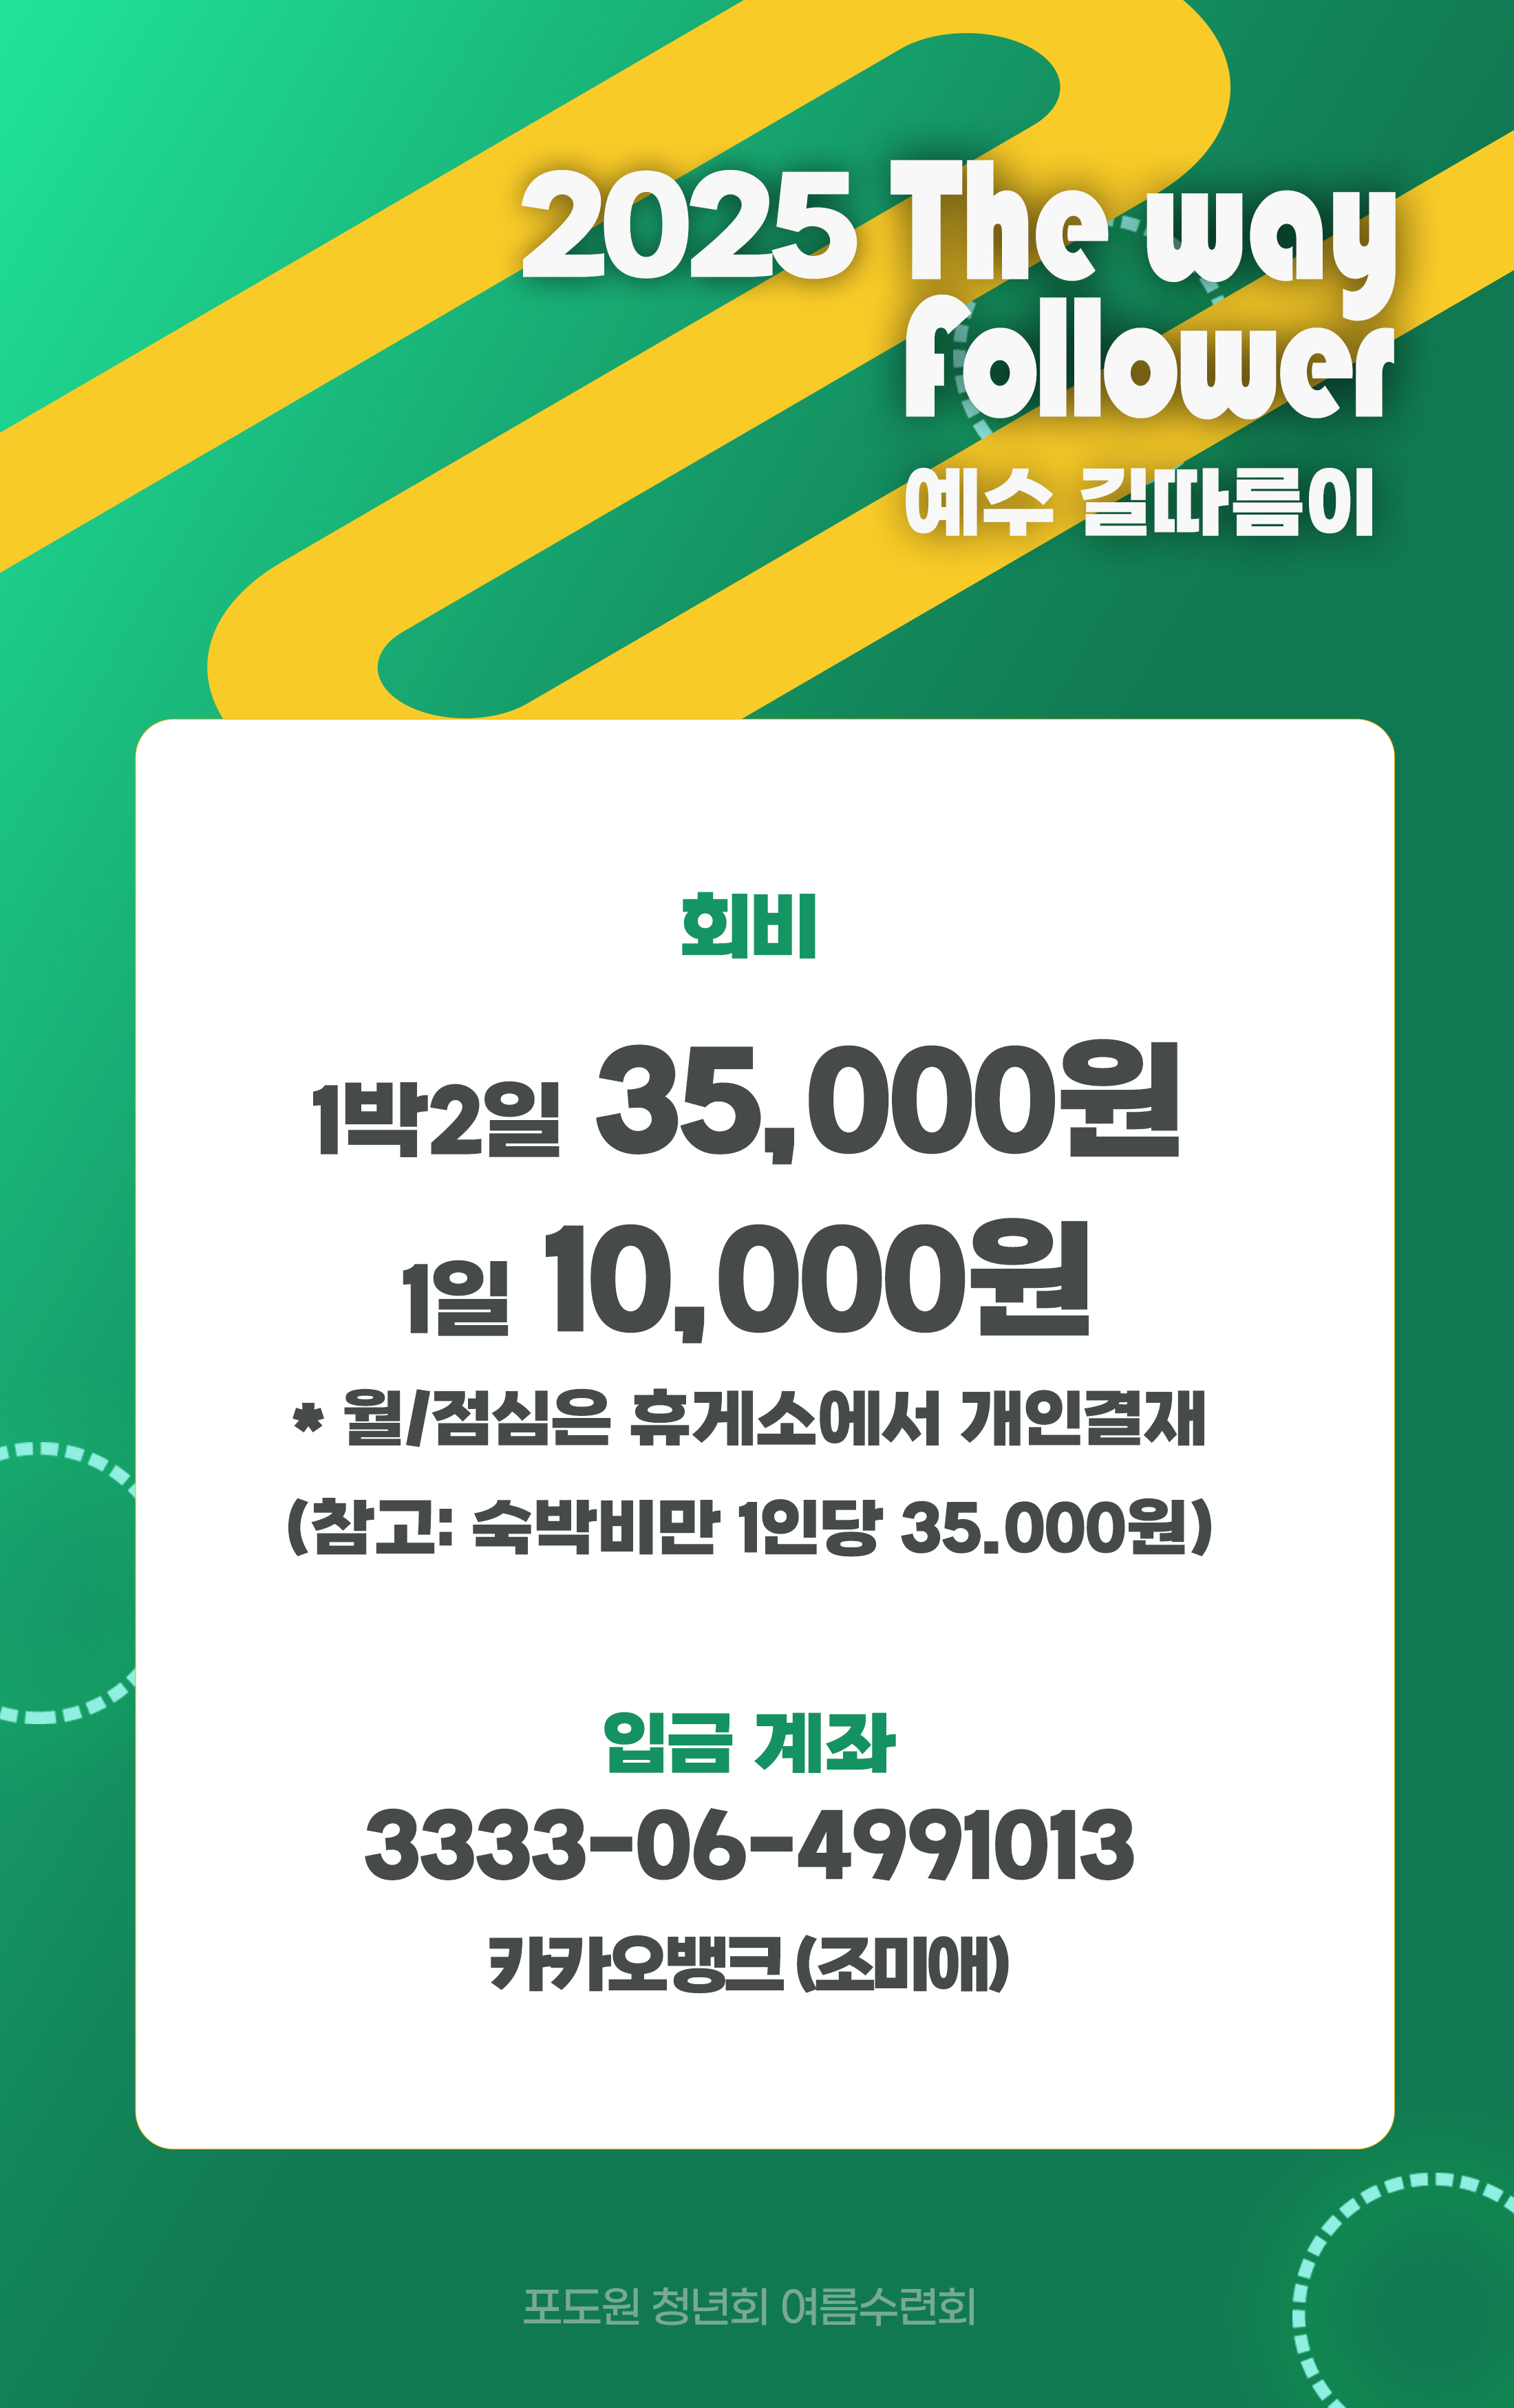 2025 The way
Follower
예수 길따름이
회비
1박2일 35,000원
1일 10,000원
* 월/점심은 휴게소에서 개인결재
(참고: 숙박비만 1인당 35.000원)
입금 계좌
3333-06-4991013
카카오뱅크(조미애)
포도원 청년회 여름수련회